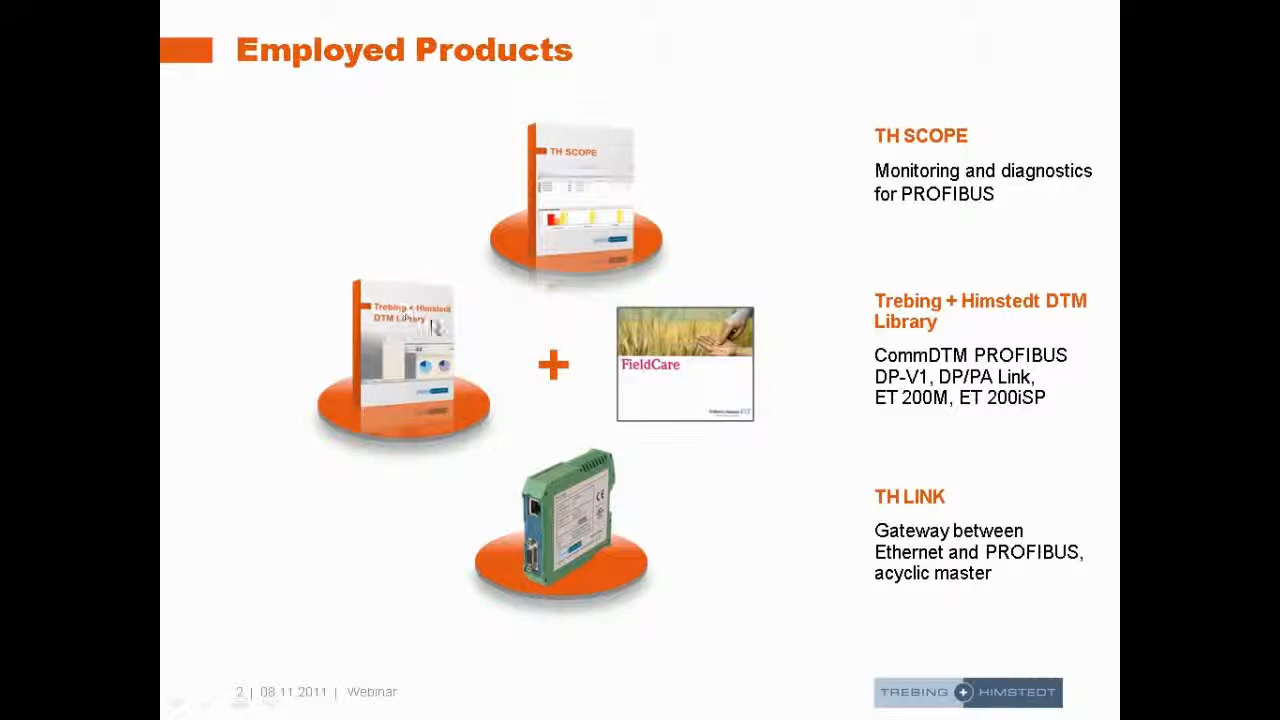 Employed Products
TH SCOPE
TH SCOPE
Monitoring and diagnostics
for PROFIBUS
Trebing + Himstedt
DTM Library
FieldCare
Trebing + Himstedt DTM
Library
CommDTM PROFIBUS
DP-V1, DP/PA Link,
ET 200M, ET 200iSP
CE
TH LINK
Gateway between
Ethernet and PROFIBUS,
acyclic master
2 | 08.11.2011 | Webinar
TREBING + HIMSTEDT